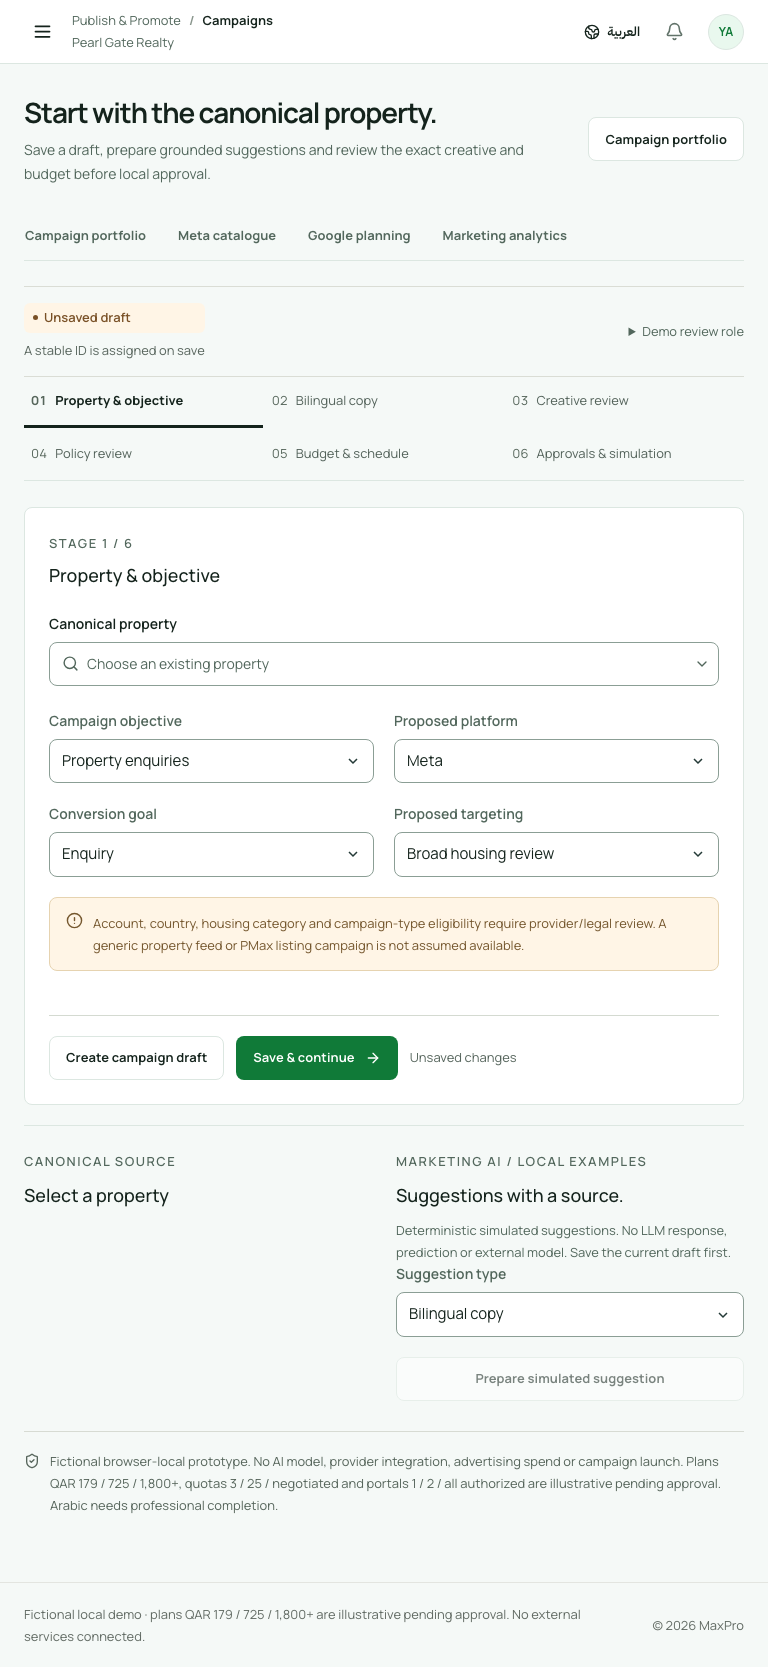 Publish & Promote / Campaigns
Pearl Gate Realty
العربية
YA
Start with the canonical property.
Save a draft, prepare grounded suggestions and review the exact creative and
budget before local approval.
Campaign portfolio
Campaign portfolio
Meta catalogue
Google planning
Marketing analytics
Unsaved draft
A stable ID is assigned on save
Demo review role
01 Property & objective
02 Bilingual copy
03 Creative review
04 Policy review
05 Budget & schedule
06 Approvals & simulation
STAGE 1 / 6
Property & objective
Canonical property
Choose an existing property
Campaign objective
Proposed platform
Property enquiries
Meta
Conversion goal
Proposed targeting
Enquiry
Broad housing review
Account, country, housing category and campaign-type eligibility require provider/legal review. A
generic property feed or PMax listing campaign is not assumed available.
Create campaign draft
Save & continue
Unsaved changes
CANONICAL SOURCE
Select a property
MARKETING AI / LOCAL EXAMPLES
Suggestions with a source.
Deterministic simulated suggestions. No LLM response,
prediction or external model. Save the current draft first.
Suggestion type
Bilingual copy
Prepare simulated suggestion
Fictional browser-local prototype. No AI model, provider integration, advertising spend or campaign launch. Plans
QAR 179 / 725 / 1,800+, quotas 3 / 25 / negotiated and portals 1 / 2 / all authorized are illustrative pending approval.
Arabic needs professional completion.
Fictional local demo · plans QAR 179 / 725 / 1,800+ are illustrative pending approval. No external
services connected.
© 2026 MaxPro